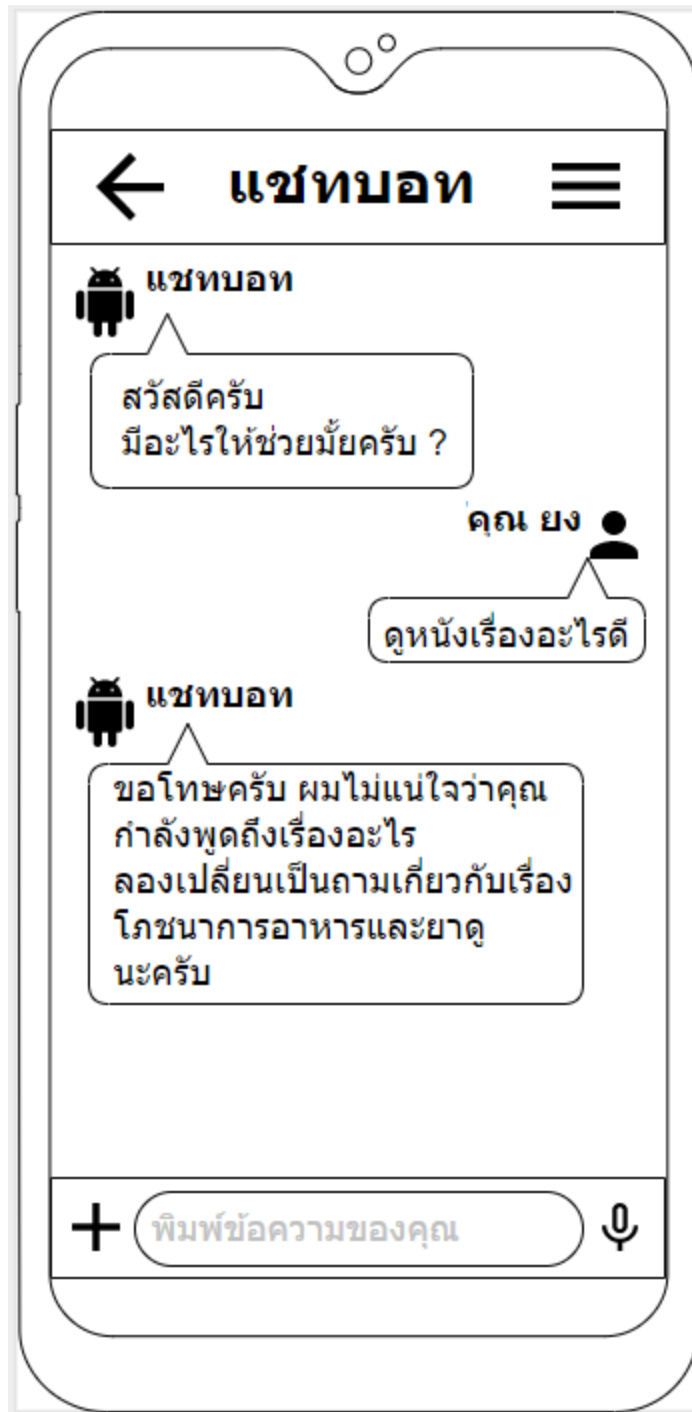 แชทบอท
แชทบอท
สวัสดีครับ
มีอะไรให้ช่วยมั้ยครับ ?
คุณ ยง
ดูหนังเรื่องอะไรดี
แชทบอท
ขอโทษครับ ผมไม่แน่ใจว่าคุณ
กำลังพูดถึงเรื่องอะไร
ลองเปลี่ยนเป็นถามเกี่ยวกับเรื่อง
โภชนาการอาหารและยาดู
นะครับ
พิมพ์ข้อความของคุณ